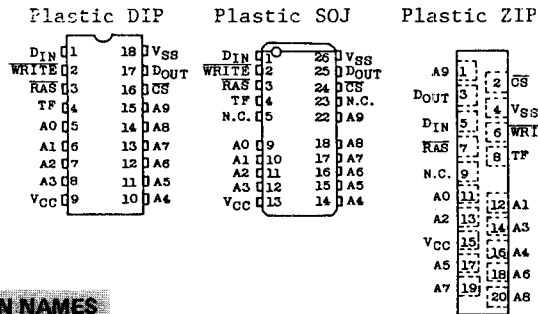 Plastic DIP Plastic SOJ Plastic ZIP
DIN 1 18 VSS
WRITE 2 17 DOUT
RAS 3 16 CS
TF 4 15 A9
A0 5 14 A8
A1 6 13 A7
A2 7 12 A6
A3 8 11 A5
VCC 9 10 A4
DIN 1 26 VSS
WRITE 2 25 DOUT
RAS 3 24 CS
TF 4 23 N.C.
N.C. 5 22 A9
A0 9 18 A8
A1 10 17 A7
A2 11 16 A6
A3 12 15 A5
VCC 13 14 A4
A9 1
2 CS
DOUT 3
4 VSS
DIN 5
6 WRI
RAS 7
8 TF
N.C. 9
A0 11
12 A1
A2 13
14 A3
VCC 15
16 A4
A5 17
18 A6
A7 19
20 A8
N NAMES